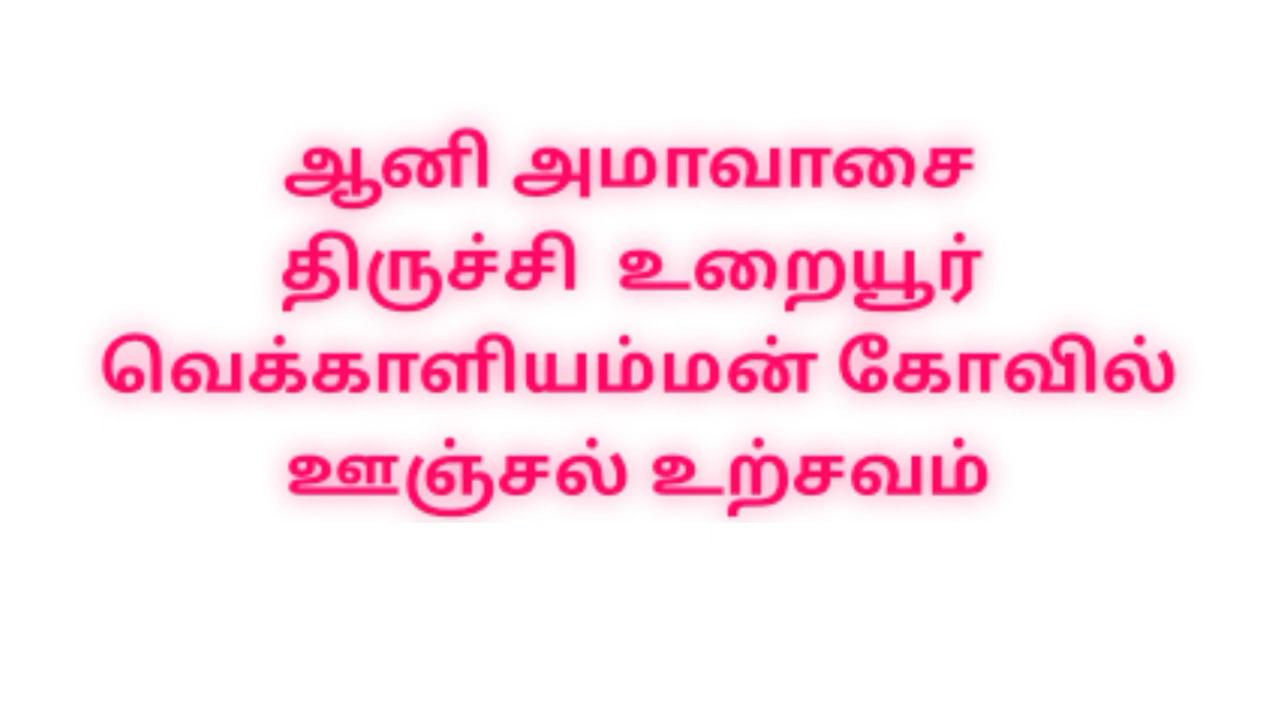 ஆனி அமாவாசை
திருச்சி உறையூர்
வெக்காளியம்மன் கோவில்
ஊஞ்சல் உற்சவம்